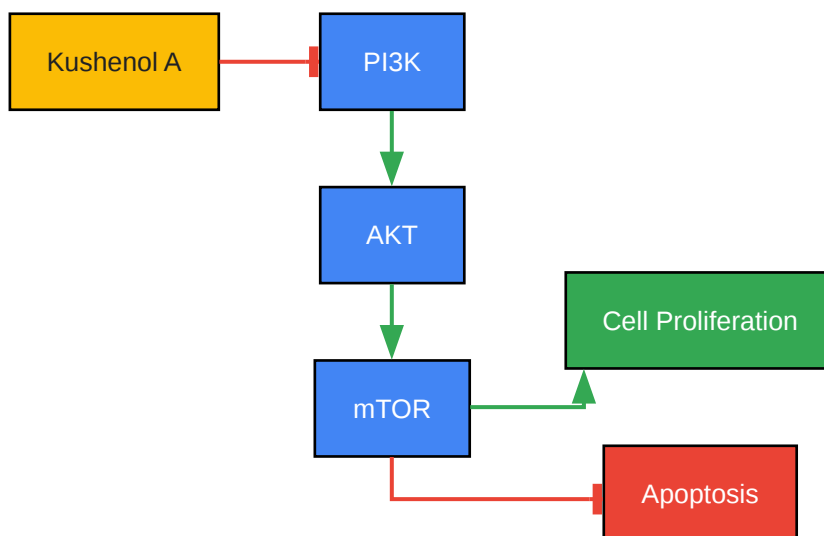 Kushenol A
PI3K
AKT
Cell Proliferation
mTOR
Apoptosis